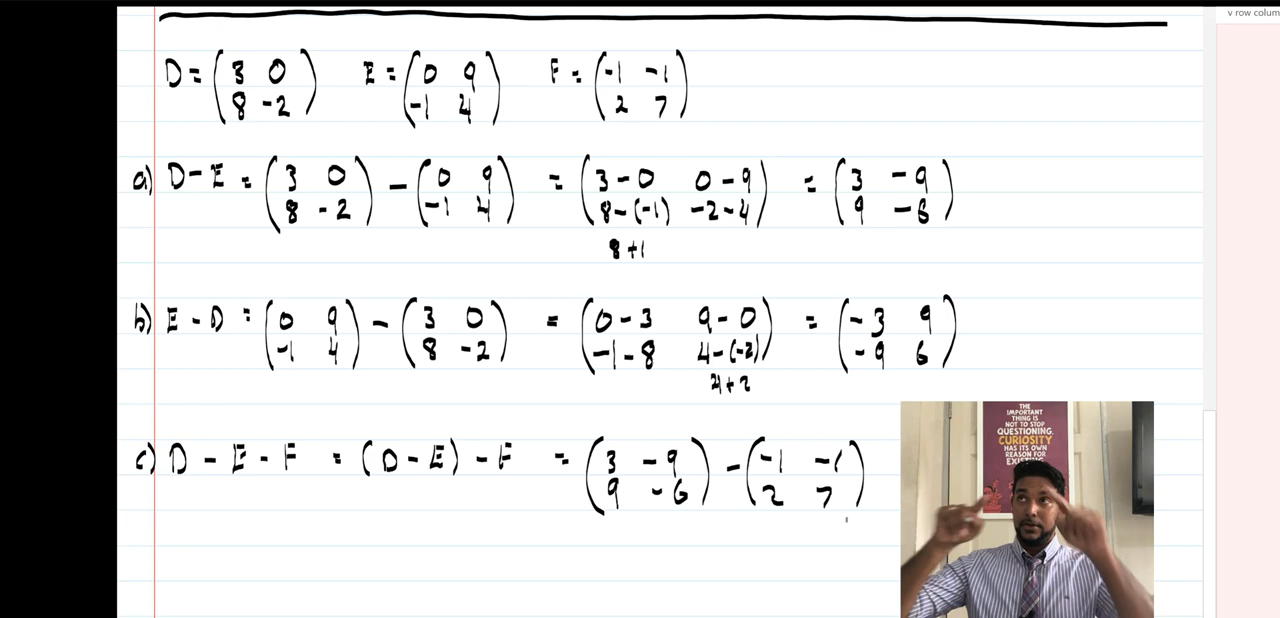 v row colum
D = (3 0 / 8 -2) E = (0 9 / -1 4) F = (-1 -1 / 2 7)
a) D - E = (3 0 / 8 -2) - (0 9 / -1 4) = (3-0 0-9 / 8-(-1) -2-4) = (3 -9 / 9 -6)
8+1
b) E - D = (0 9 / -1 4) - (3 0 / 8 -2) = (0-3 9-0 / -1-8 4-(-2)) = (-3 9 / -9 6)
4+2
c) D - E - F (D - E) - F = (3 -9 / 9 -6) - (-1 -1 / 2 7)
THE
IMPORTANT
THING IS
NOT TO STOP
QUESTIONING.
CURIOSITY
HAS ITS OWN
REASON FOR